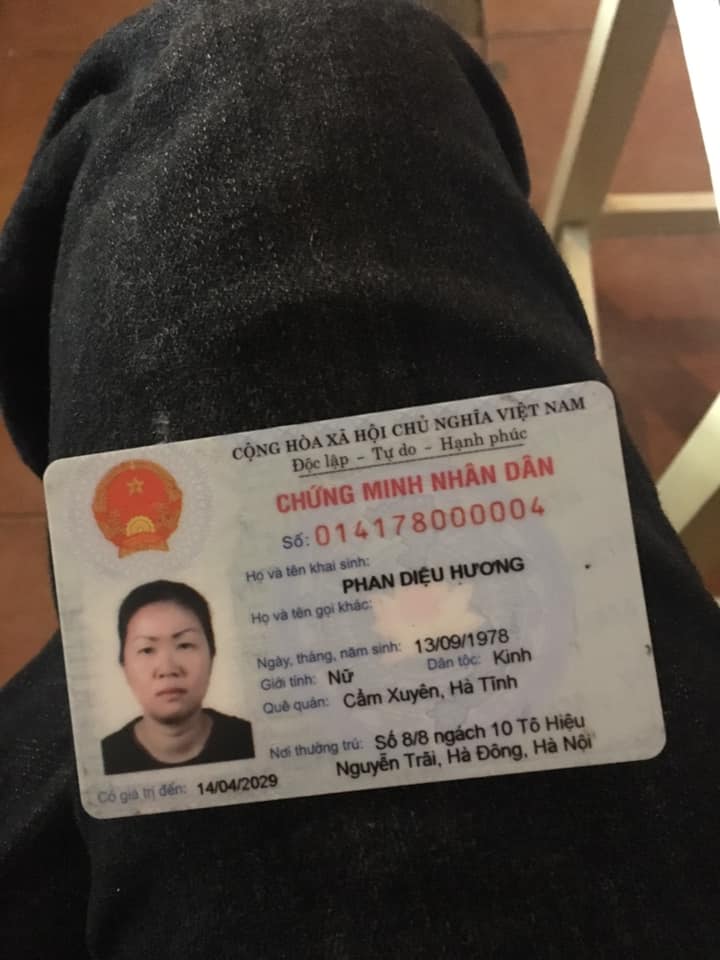 CỘNG HÒA XÃ HỘI CHỦ NGHĨA VIỆT NAM
Độc lập - Tự do - Hạnh phúc
CHỨNG MINH NHÂN DÂN
Số: 014178000004
Họ và tên khai sinh:
PHAN DIỆU HƯƠNG
Họ và tên gọi khác:
Ngày, tháng, năm sinh: 13/09/1978
Giới tính: Nữ Dân tộc: Kinh
Quê quán: Cẩm Xuyên, Hà Tĩnh
Nơi thường trú: Số 8/8 ngách 10 Tô Hiệu
Nguyễn Trãi, Hà Đông, Hà Nội
Có giá trị đến: 14/04/2029